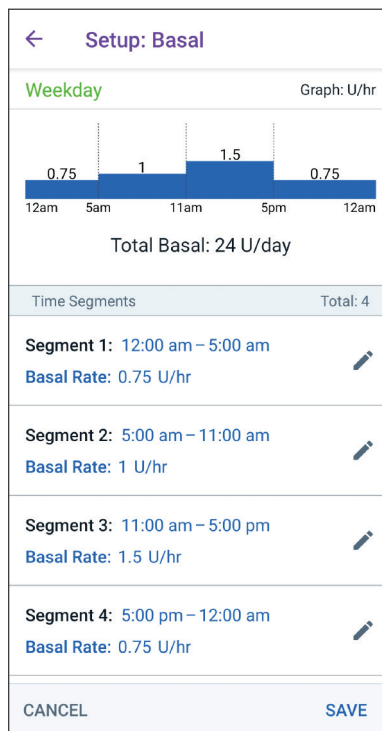 Setup: Basal
Weekday Graph: U/hr
0.75 1 1.5 0.75
12am 5am 11am 5pm 12am
Total Basal: 24 U/day
Time Segments Total: 4
Segment 1: 12:00 am – 5:00 am
Basal Rate: 0.75 U/hr
Segment 2: 5:00 am – 11:00 am
Basal Rate: 1 U/hr
Segment 3: 11:00 am – 5:00 pm
Basal Rate: 1.5 U/hr
Segment 4: 5:00 pm – 12:00 am
Basal Rate: 0.75 U/hr
CANCEL SAVE